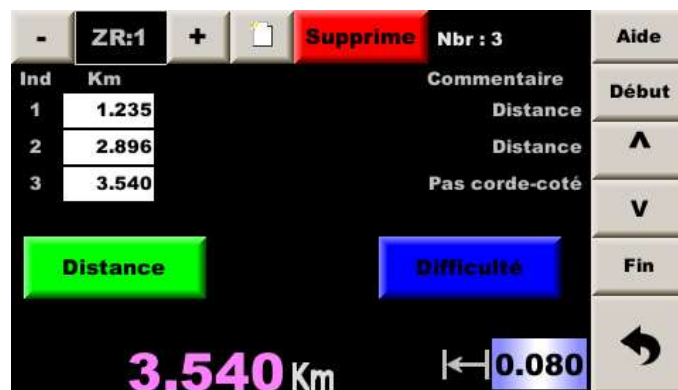 - ZR:1 + Supprime Nbr : 3 Aide
Ind Km Commentaire Début
1 1.235 Distance
2 2.896 Distance
3 3.540 Pas corde-coté
Distance Difficulté Fin
3.540 Km 0.080